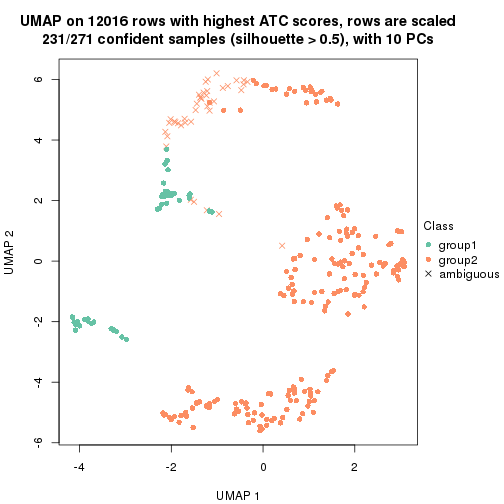 UMAP on 12016 rows with highest ATC scores, rows are scaled
231/271 confident samples (silhouette > 0.5), with 10 PCs
6
4
2
0
-2
-4
-6
UMAP 2
-4
-2
0
2
UMAP 1
Class
group1
group2
ambiguous